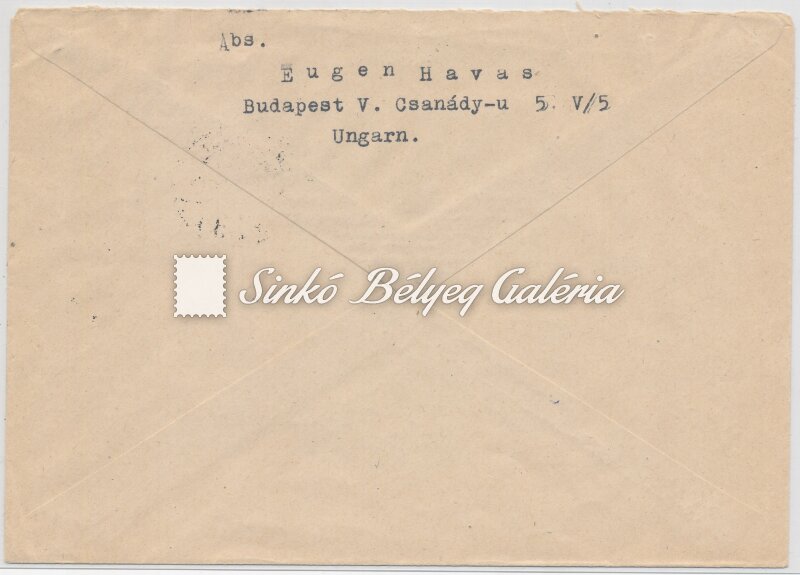 Abs.
Eugen Havas
Budapest V. Csanády-u 5. V/5
Ungarn.
Sinkó Bélyeg Galéria